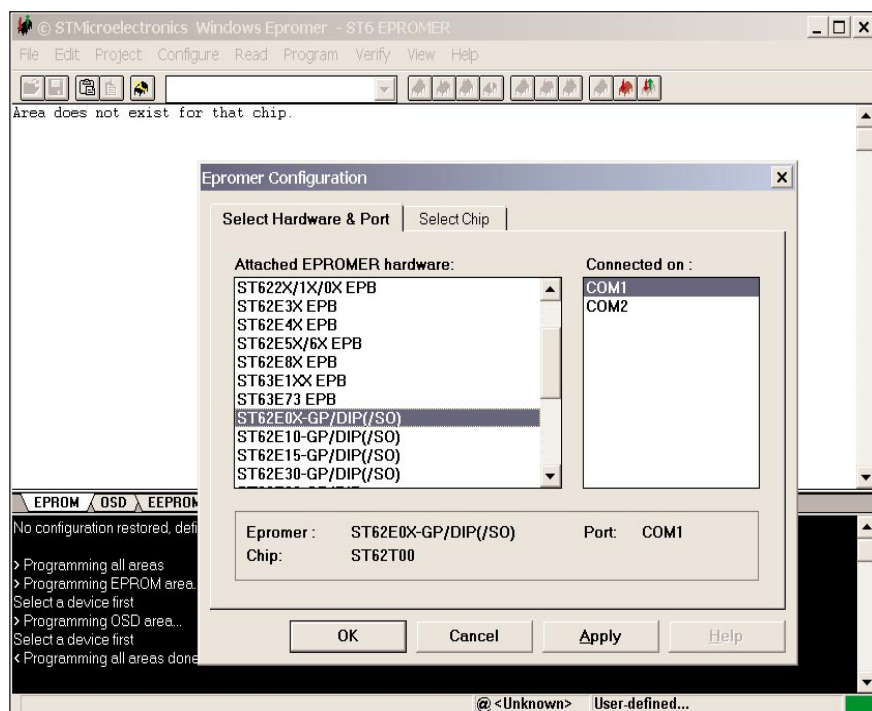 © STMicroelectronics Windows Epromer - ST6 EPROMER
File Edit Project Configure Read Program Verify View Help
Area does not exist for that chip.
Epromer Configuration
Select Hardware & Port Select Chip
Attached EPROMER hardware: Connected on :
ST622X/1X/0X EPB COM1
ST62E3X EPB COM2
ST62E4X EPB
ST62E5X/6X EPB
ST62E8X EPB
ST63E1XX EPB
ST63E73 EPB
ST62E0X-GP/DIP(/SO)
ST62E10-GP/DIP(/SO)
ST62E15-GP/DIP(/SO)
ST62E30-GP/DIP(/SO)
EPROM OSD EEPROM
No configuration restored, defi
Epromer : ST62E0X-GP/DIP(/SO) Port: COM1
Chip: ST62T00
> Programming all areas
> Programming EPROM area.
Select a device first
> Programming OSD area...
Select a device first
< Programming all areas done
OK Cancel Apply Help
@ <Unknown> User-defined...